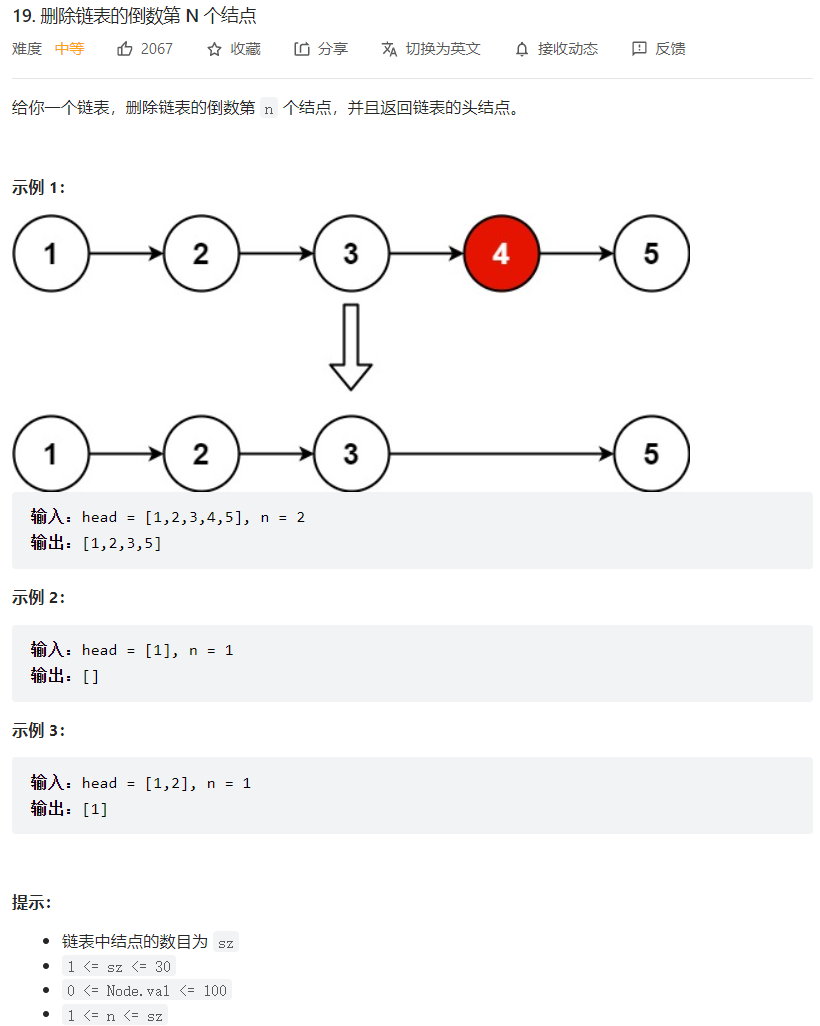 19. 删除链表的倒数第 N 个结点
难度 中等 2067 收藏 分享 切换为英文 接收动态 反馈
给你一个链表，删除链表的倒数第 n 个结点，并且返回链表的头结点。
示例 1：
1 2 3 4 5
1 2 3 5
输入：head = [1,2,3,4,5], n = 2
输出：[1,2,3,5]
示例 2：
输入：head = [1], n = 1
输出：[]
示例 3：
输入：head = [1,2], n = 1
输出：[1]
提示：
• 链表中结点的数目为 sz
• 1 <= sz <= 30
• 0 <= Node.val <= 100
• 1 <= n <= sz